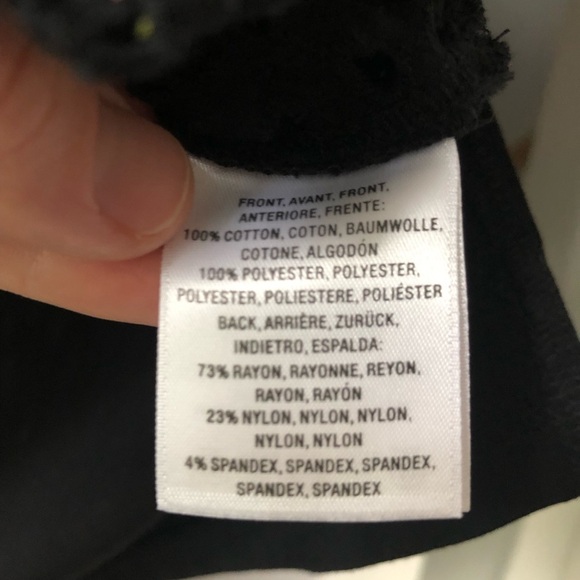 FRONT, AVANT, FRONT,
ANTERIORE, FRENTE:
100% COTTON, COTON, BAUMWOLLE,
COTONE, ALGODÓN
100% POLYESTER, POLYESTER,
POLYESTER, POLIESTERE, POLIÉSTER
BACK, ARRIÈRE, ZURÜCK,
INDIETRO, ESPALDA:
73% RAYON, RAYONNE, REYON,
RAYON, RAYÓN
23% NYLON, NYLON, NYLON,
NYLON, NYLON
4% SPANDEX, SPANDEX, SPANDEX,
SPANDEX, SPANDEX